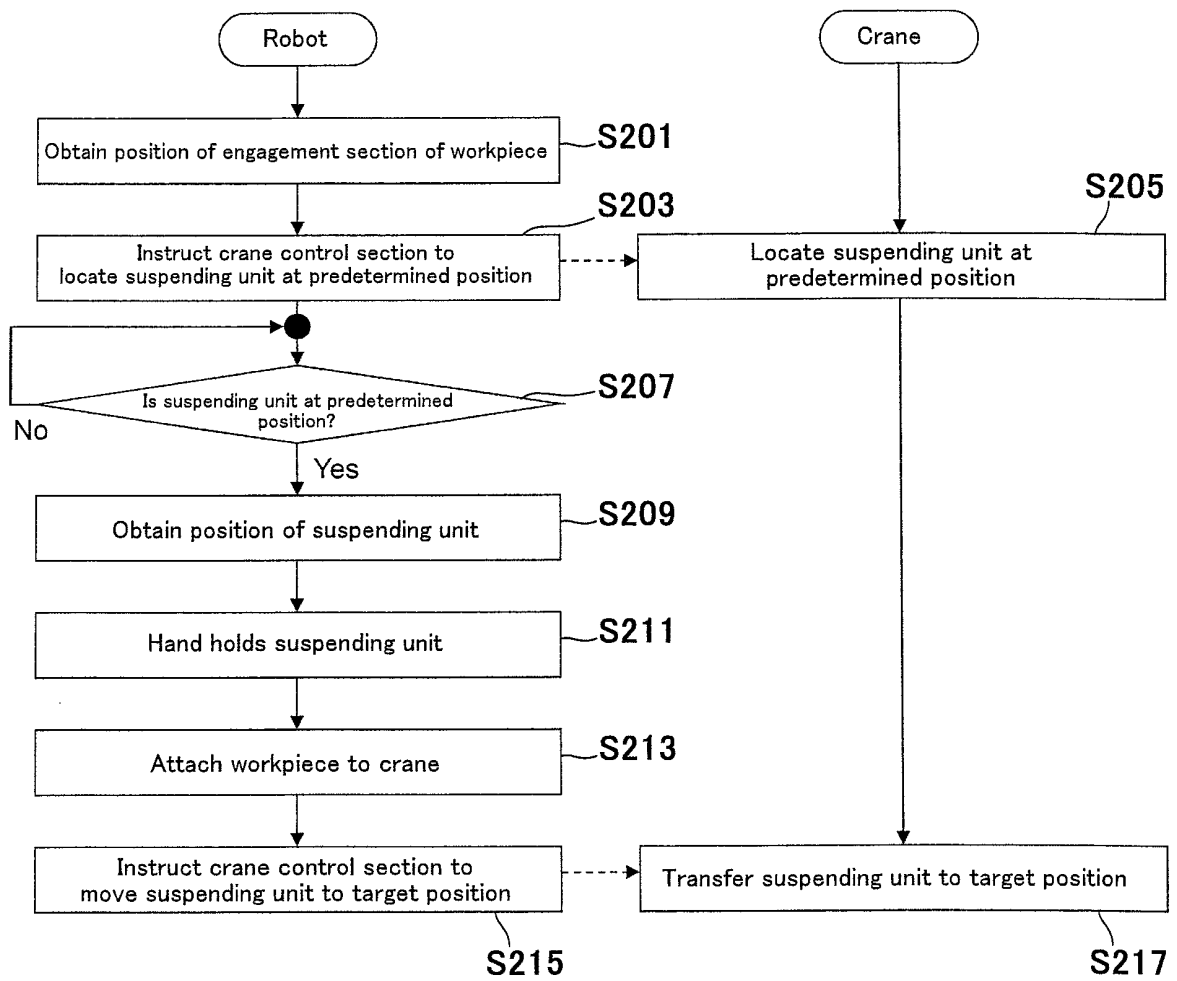 Robot
Crane
Obtain position of engagement section of workpiece
S201
S203
S205
Instruct crane control section to
locate suspending unit at predetermined position
Locate suspending unit at
predetermined position
S207
Is suspending unit at predetermined
position?
No
Yes
S209
Obtain position of suspending unit
S211
Hand holds suspending unit
S213
Attach workpiece to crane
Instruct crane control section to
move suspending unit to target position
Transfer suspending unit to target position
S215
S217